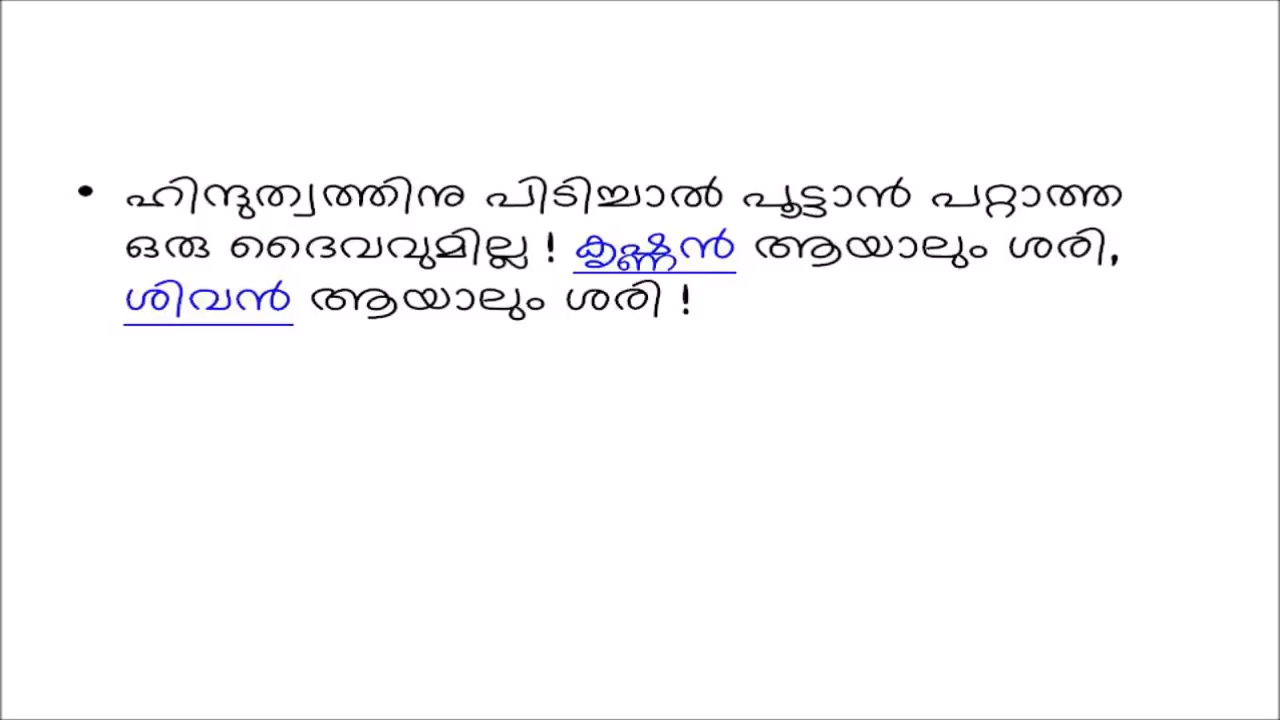 • ഹിന്ദുത്വത്തിനു പിടിച്ചാൽ പൂട്ടാൻ പറ്റാത്ത
ഒരു ദൈവവുമില്ല ! കൃഷ്ണൻ ആയാലും ശരി,
ശിവൻ ആയാലും ശരി !